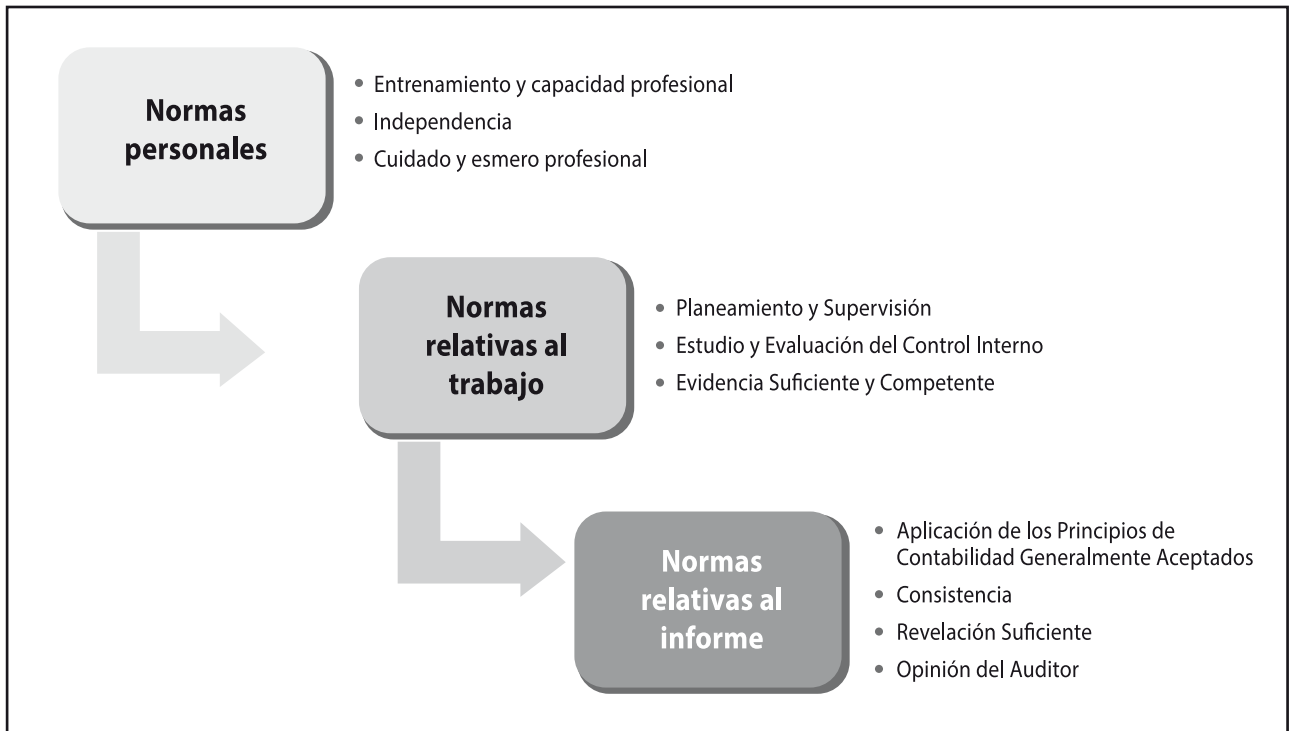 Normas
personales
• Entrenamiento y capacidad profesional
• Independencia
• Cuidado y esmero profesional
Normas
relativas al
trabajo
• Planeamiento y Supervisión
• Estudio y Evaluación del Control Interno
• Evidencia Suficiente y Competente
Normas
relativas al
informe
• Aplicación de los Principios de
Contabilidad Generalmente Aceptados
• Consistencia
• Revelación Suficiente
• Opinión del Auditor